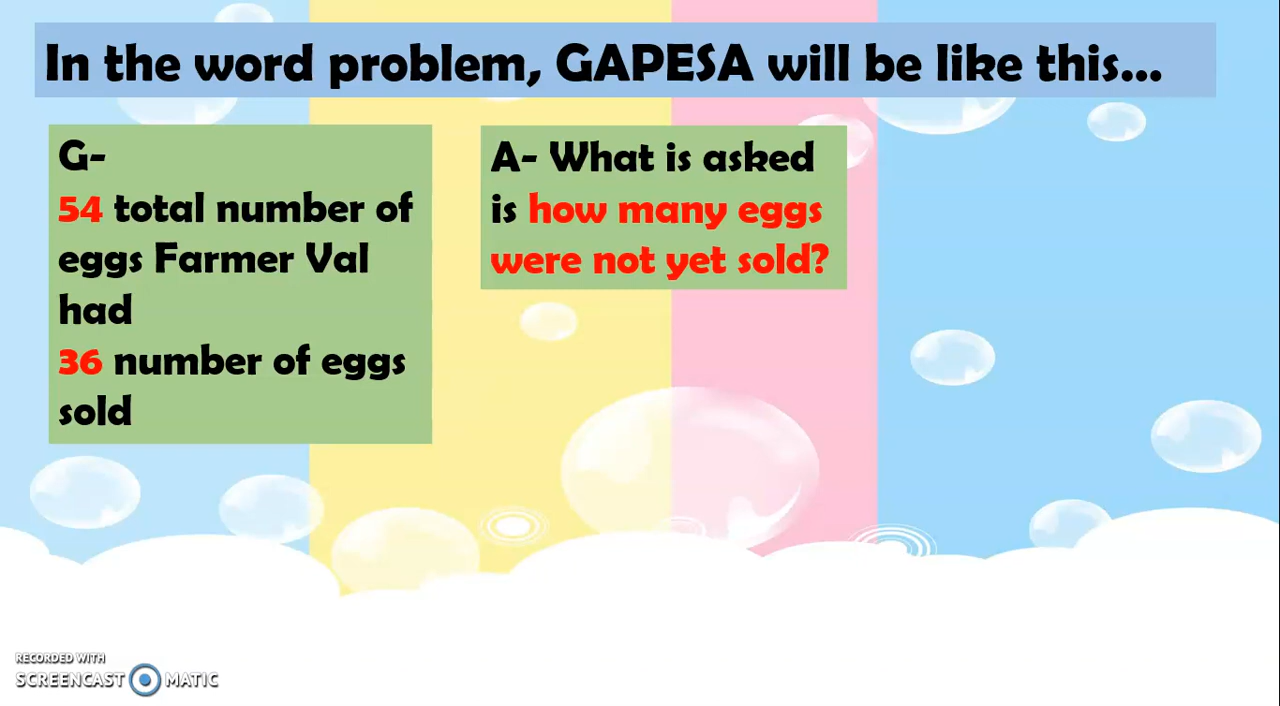 In the word problem, GAPESA will be like this...
G-
54 total number of
eggs Farmer Val
had
36 number of eggs
sold
A- What is asked
is how many eggs
were not yet sold?
RECORDED WITH
SCREENCAST MATIC